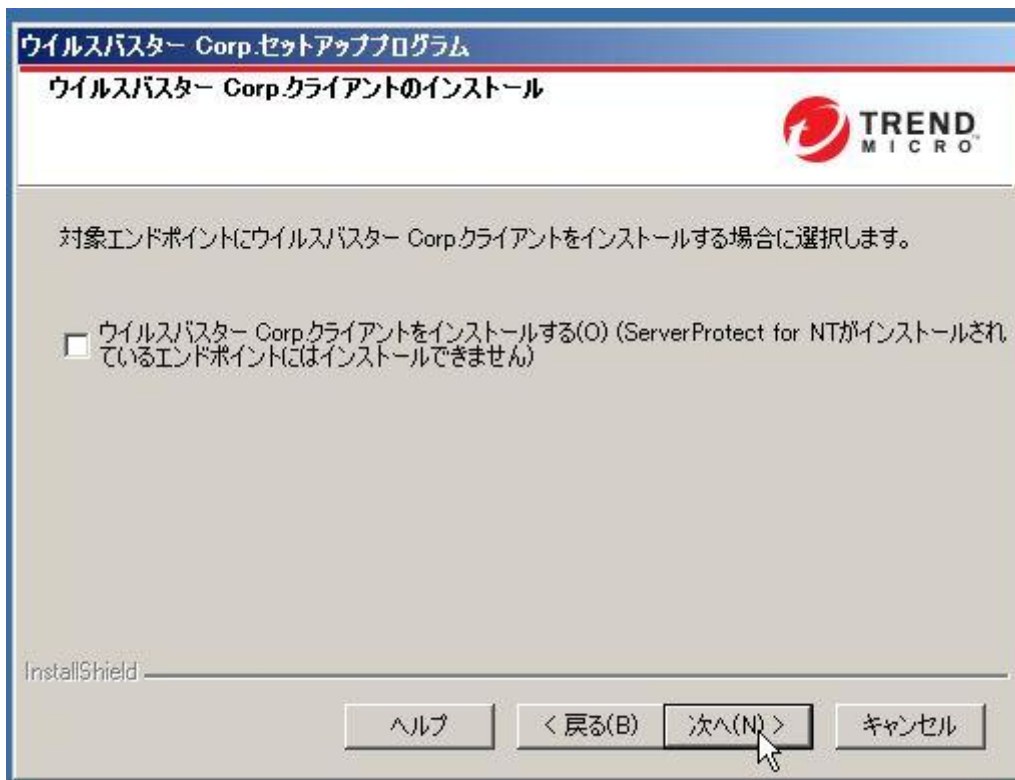 ウイルスバスター Corp.セットアッププログラム
ウイルスバスター Corp.クライアントのインストール
TREND
MICRO
対象エンドポイントにウイルスバスター Corp.クライアントをインストールする場合に選択します。
ウイルスバスター Corp.クライアントをインストールする(O) (ServerProtect for NTがインストールされ
ているエンドポイントにはインストールできません)
InstallShield
ヘルプ
< 戻る(B)
次へ(N) >
キャンセル